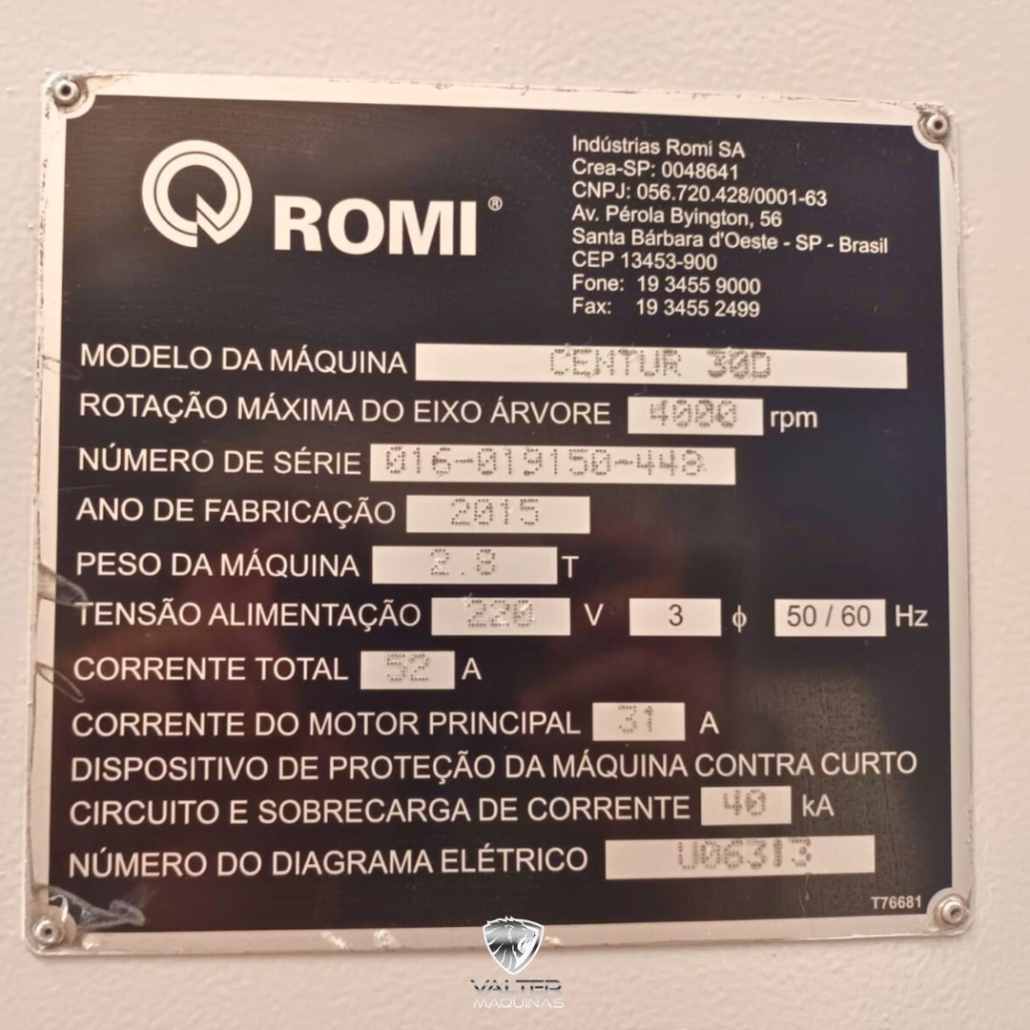 ROMI®
Indústrias Romi SA
Crea-SP: 0048641
CNPJ: 056.720.428/0001-63
Av. Pérola Byington, 56
Santa Bárbara d'Oeste - SP - Brasil
CEP 13453-900
Fone: 19 3455 9000
Fax: 19 3455 2499
MODELO DA MÁQUINA CENTUR 30D
ROTAÇÃO MÁXIMA DO EIXO ÁRVORE 4000 rpm
NÚMERO DE SÉRIE 016-019150-448
ANO DE FABRICAÇÃO 2015
PESO DA MÁQUINA 2.8 T
TENSÃO ALIMENTAÇÃO 220 V 3 ϕ 50 / 60 Hz
CORRENTE TOTAL 52 A
CORRENTE DO MOTOR PRINCIPAL 31 A
DISPOSITIVO DE PROTEÇÃO DA MÁQUINA CONTRA CURTO
CIRCUITO E SOBRECARGA DE CORRENTE 40 kA
NÚMERO DO DIAGRAMA ELÉTRICO U06313
T76681
VALTER
MAQUINAS